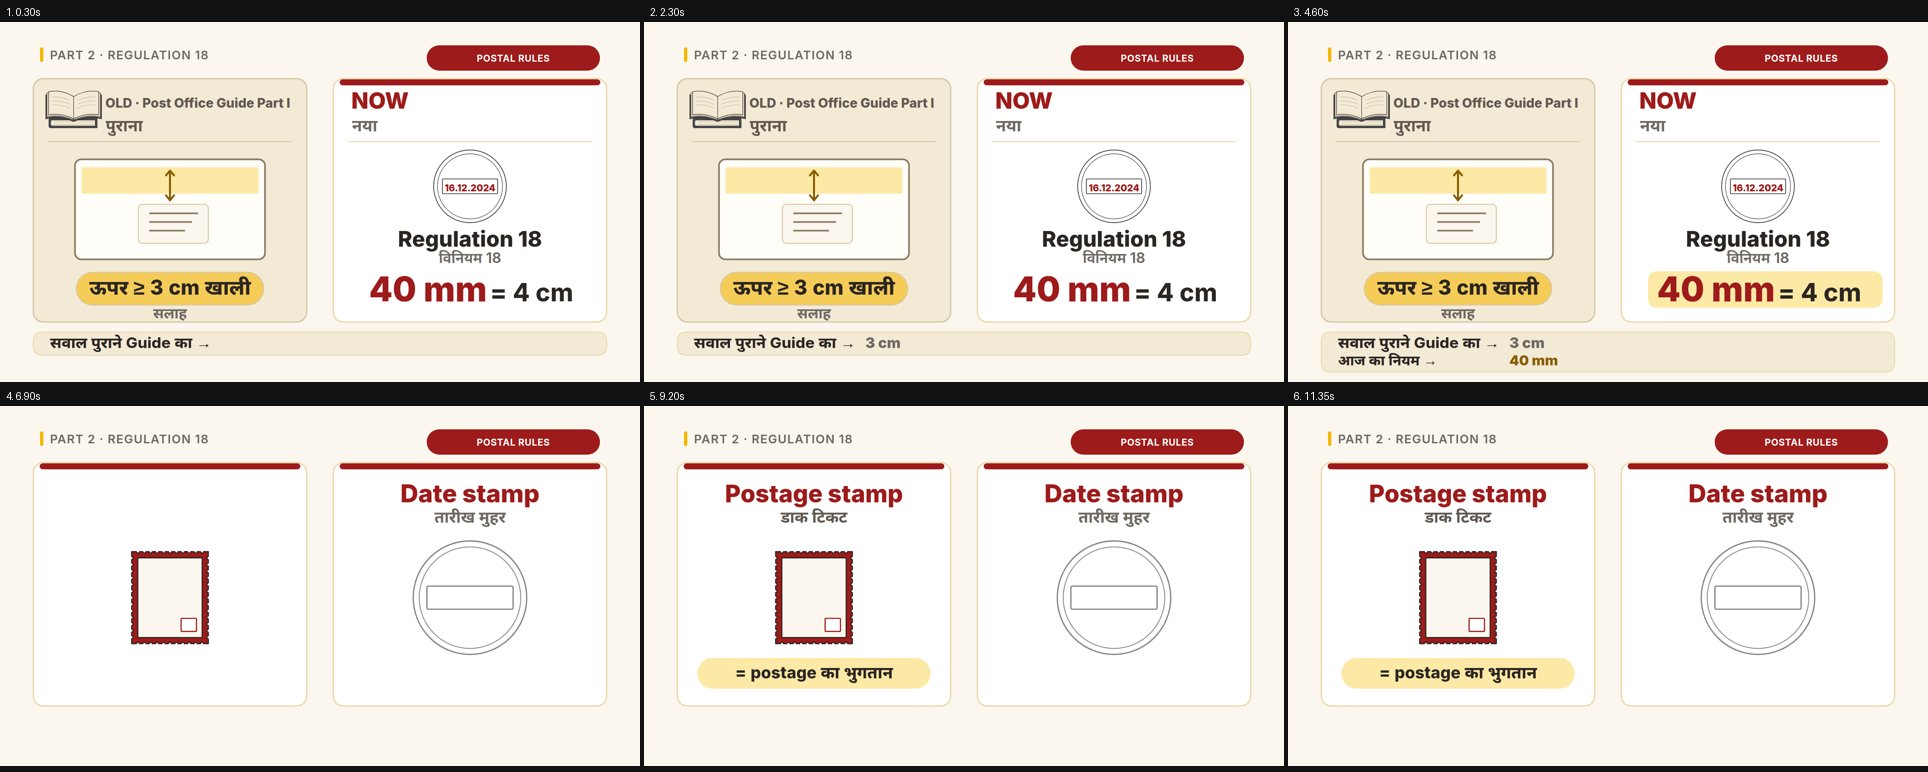 1. 0.30s
PART 2 · REGULATION 18
POSTAL RULES
OLD · Post Office Guide Part I
पुराना
ऊपर ≥ 3 cm खाली
सलाह
NOW
नया
16.12.2024
Regulation 18
विनियम 18
40 mm = 4 cm
सवाल पुराने Guide का →
2. 2.30s
PART 2 · REGULATION 18
POSTAL RULES
OLD · Post Office Guide Part I
पुराना
ऊपर ≥ 3 cm खाली
सलाह
NOW
नया
16.12.2024
Regulation 18
विनियम 18
40 mm = 4 cm
सवाल पुराने Guide का → 3 cm
3. 4.60s
PART 2 · REGULATION 18
POSTAL RULES
OLD · Post Office Guide Part I
पुराना
ऊपर ≥ 3 cm खाली
सलाह
NOW
नया
16.12.2024
Regulation 18
विनियम 18
40 mm = 4 cm
सवाल पुराने Guide का → 3 cm
आज का नियम → 40 mm
4. 6.90s
PART 2 · REGULATION 18
POSTAL RULES
Date stamp
तारीख मुहर
5. 9.20s
PART 2 · REGULATION 18
POSTAL RULES
Postage stamp
डाक टिकट
= postage का भुगतान
Date stamp
तारीख मुहर
6. 11.35s
PART 2 · REGULATION 18
POSTAL RULES
Postage stamp
डाक टिकट
= postage का भुगतान
Date stamp
तारीख मुहर